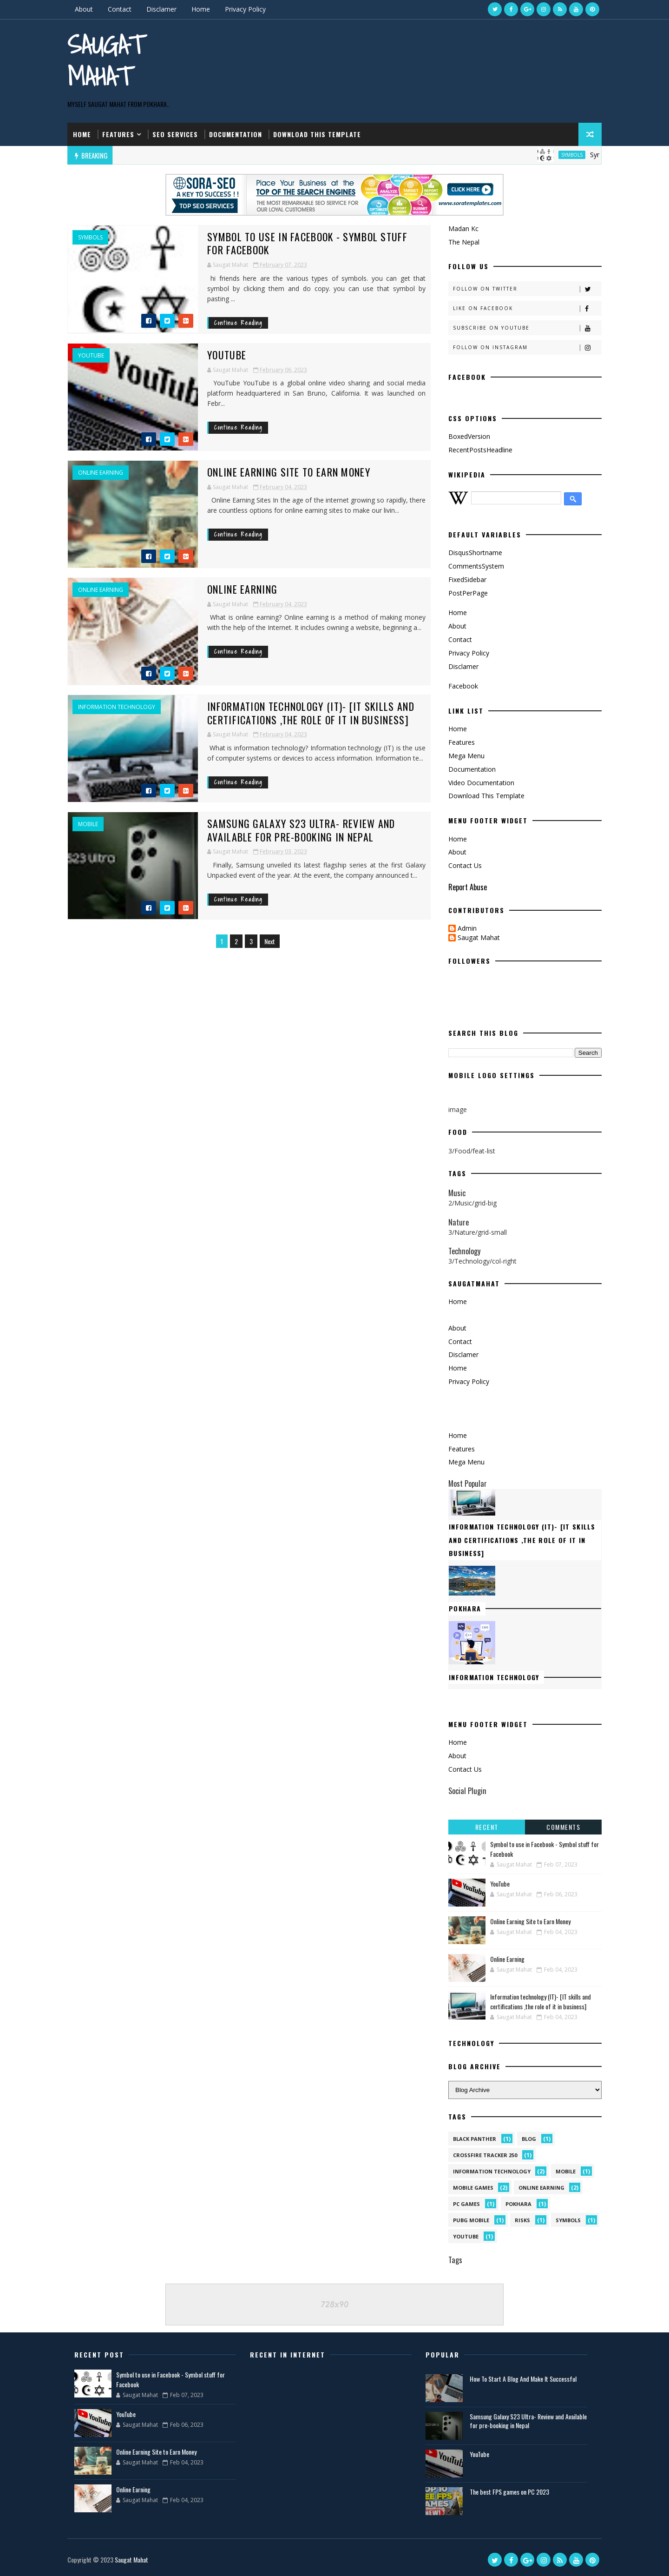 About Contact Disclamer Home Privacy Policy
SAUGAT
MAHAT
MYSELF SAUGAT MAHAT FROM POKHARA..
HOME FEATURES SEO SERVICES DOCUMENTATION DOWNLOAD THIS TEMPLATE
BREAKING
SYMBOLS Syr
SORA-SEO
A KEY TO SUCCESS !
TOP SEO SERVICES
Place Your Business at the
Top Search Engines Results
WE OFFER THE BEST SEO SERVICE FOR
OUR LOYAL CUSTOMERS
CLICK HERE
www.soratemplates.com
SYMBOLS
SYMBOL TO USE IN FACEBOOK - SYMBOL STUFF
FOR FACEBOOK
Saugat Mahat February 07, 2023
hi friends here are the various types of symbols. you can get that
symbol by clicking them and do copy. you can use that symbol by
pasting ...
Continue Reading
YOUTUBE
YOUTUBE
Saugat Mahat February 06, 2023
YouTube YouTube is a global online video sharing and social media
platform headquartered in San Bruno, California. It was launched on
Febr...
Continue Reading
ONLINE EARNING
ONLINE EARNING SITE TO EARN MONEY
Saugat Mahat February 04, 2023
Online Earning Sites In the age of the internet growing so rapidly, there
are countless options for online earning sites to make our livin...
Continue Reading
ONLINE EARNING
ONLINE EARNING
Saugat Mahat February 04, 2023
What is online earning? Online earning is a method of making money
with the help of the Internet. It includes owning a website, beginning a...
Continue Reading
INFORMATION TECHNOLOGY
INFORMATION TECHNOLOGY (IT)- [IT SKILLS AND
CERTIFICATIONS ,THE ROLE OF IT IN BUSINESS]
Saugat Mahat February 04, 2023
What is information technology? Information technology (IT) is the use
of computer systems or devices to access information. Information te...
Continue Reading
MOBILE
S23 Ultra
SAMSUNG GALAXY S23 ULTRA- REVIEW AND
AVAILABLE FOR PRE-BOOKING IN NEPAL
Saugat Mahat February 03, 2023
Finally, Samsung unveiled its latest flagship series at the first Galaxy
Unpacked event of the year. At the event, the company announced t...
Continue Reading
1 2 3 Next
Madan Kc
The Nepal
FOLLOW US
FOLLOW ON TWITTER
LIKE ON FACEBOOK
SUBSCRIBE ON YOUTUBE
FOLLOW ON INSTAGRAM
FACEBOOK
CSS OPTIONS
BoxedVersion
RecentPostsHeadline
WIKIPEDIA
DEFAULT VARIABLES
DisqusShortname
CommentsSystem
FixedSidebar
PostPerPage
Home
About
Contact
Privacy Policy
Disclamer
Facebook
LINK LIST
Home
Features
Mega Menu
Documentation
Video Documentation
Download This Template
MENU FOOTER WIDGET
Home
About
Contact Us
Report Abuse
CONTRIBUTORS
Admin
Saugat Mahat
FOLLOWERS
SEARCH THIS BLOG
Search
MOBILE LOGO SETTINGS
image
FOOD
3/Food/feat-list
TAGS
Music
2/Music/grid-big
Nature
3/Nature/grid-small
Technology
3/Technology/col-right
SAUGATMAHAT
Home
About
Contact
Disclamer
Home
Privacy Policy
Home
Features
Mega Menu
Most Popular
INFORMATION TECHNOLOGY (IT)- [IT SKILLS
AND CERTIFICATIONS ,THE ROLE OF IT IN
BUSINESS]
POKHARA
INFORMATION TECHNOLOGY
MENU FOOTER WIDGET
Home
About
Contact Us
Social Plugin
RECENT COMMENTS
Symbol to use in Facebook - Symbol stuff for
Facebook
Saugat Mahat Feb 07, 2023
YouTube
Saugat Mahat Feb 06, 2023
Online Earning Site to Earn Money
Saugat Mahat Feb 04, 2023
Online Earning
Saugat Mahat Feb 04, 2023
Information technology (IT)- [IT skills and
certifications ,the role of it in business]
Saugat Mahat Feb 04, 2023
TECHNOLOGY
BLOG ARCHIVE
Blog Archive
TAGS
BLACK PANTHER (1) BLOG (1)
CROSSFIRE TRACKER 250 (1)
INFORMATION TECHNOLOGY (2) MOBILE (1)
MOBILE GAMES (2) ONLINE EARNING (2)
PC GAMES (1) POKHARA (1)
PUBG MOBILE (1) RISKS (1) SYMBOLS (1)
YOUTUBE (1)
Tags
728x90
RECENT POST
Symbol to use in Facebook - Symbol stuff for
Facebook
Saugat Mahat Feb 07, 2023
YouTube
Saugat Mahat Feb 06, 2023
Online Earning Site to Earn Money
Saugat Mahat Feb 04, 2023
Online Earning
Saugat Mahat Feb 04, 2023
RECENT IN INTERNET
POPULAR
How To Start A Blog And Make It Successful
Samsung Galaxy S23 Ultra- Review and Available
for pre-booking in Nepal
YouTube
The best FPS games on PC 2023
Copyright © 2023 Saugat Mahat